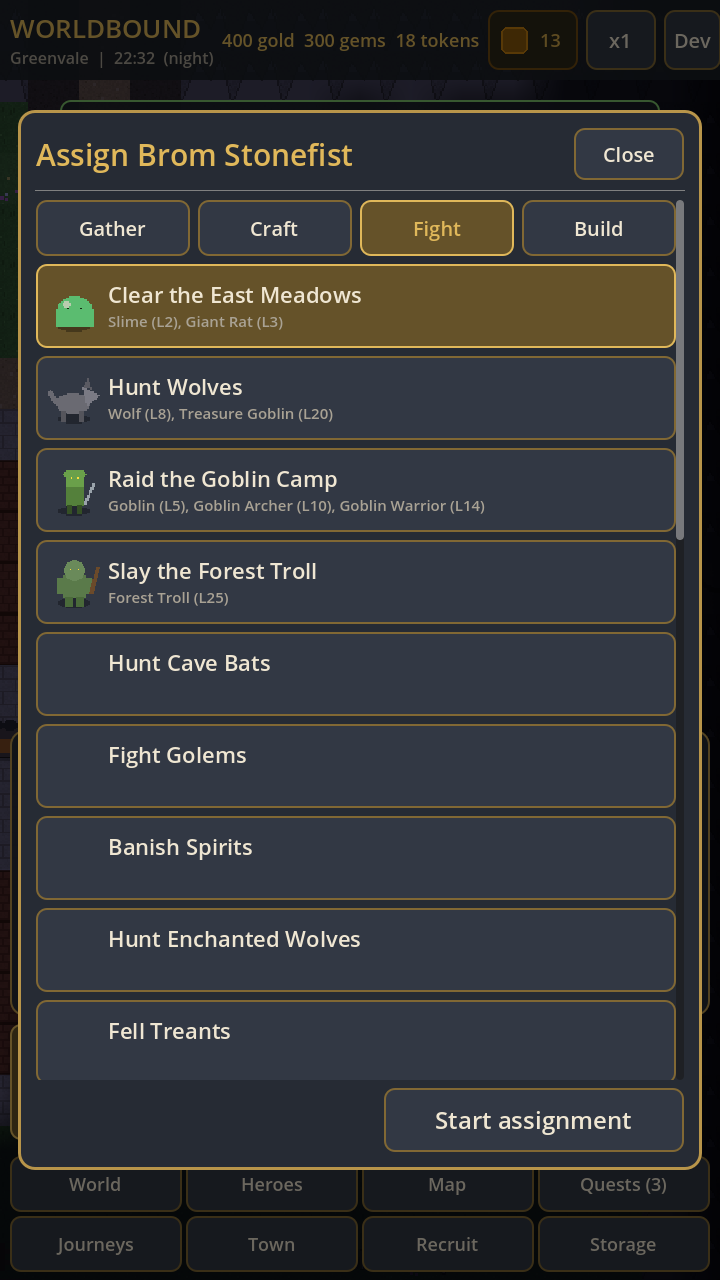 WORLDBOUND
Greenvale | 22:32 (night)
400 gold 300 gems 18 tokens
13
x1
Dev
Assign Brom Stonefist
Close
Gather
Craft
Fight
Build
Clear the East Meadows
Slime (L2), Giant Rat (L3)
Hunt Wolves
Wolf (L8), Treasure Goblin (L20)
Raid the Goblin Camp
Goblin (L5), Goblin Archer (L10), Goblin Warrior (L14)
Slay the Forest Troll
Forest Troll (L25)
Hunt Cave Bats
Fight Golems
Banish Spirits
Hunt Enchanted Wolves
Fell Treants
Start assignment
World
Heroes
Map
Quests (3)
Journeys
Town
Recruit
Storage